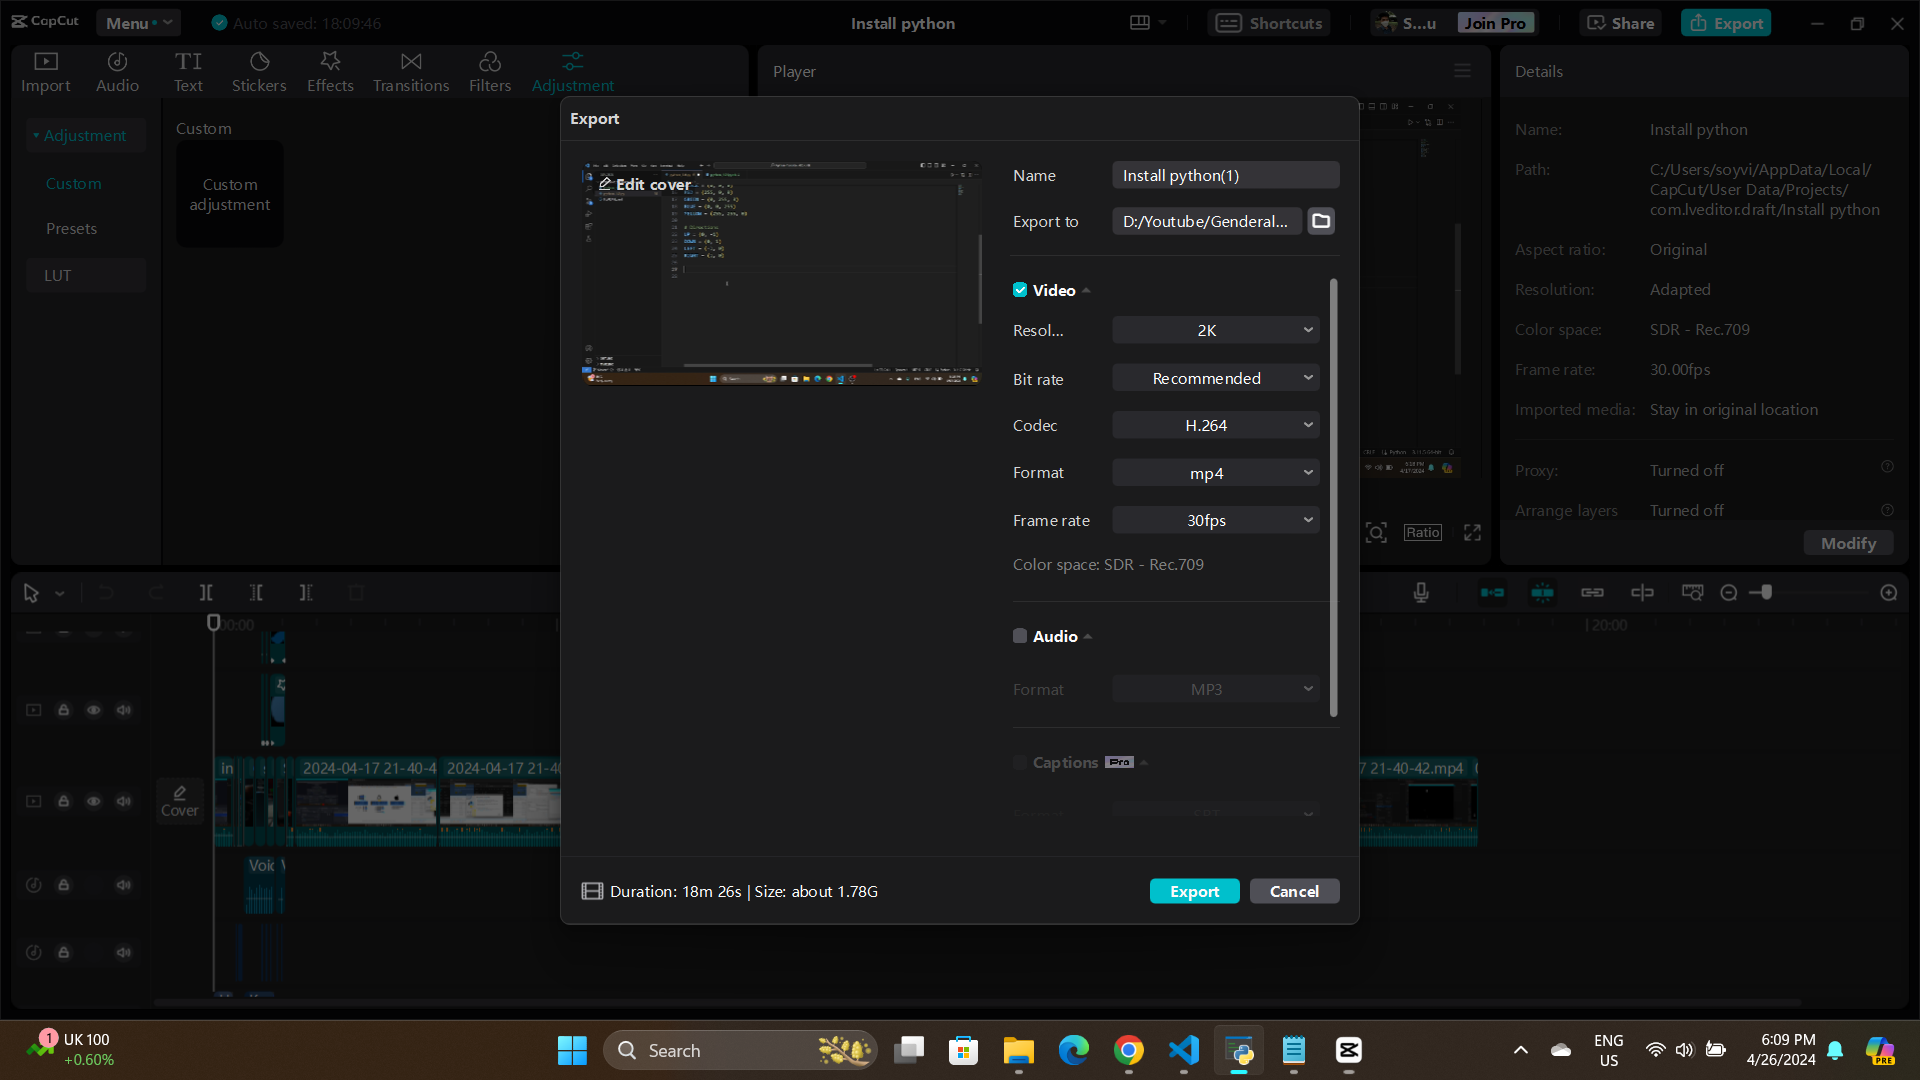 CapCut
Menu
Auto saved: 18:09:46
Install python
Shortcuts
S...u
Join Pro
Share
Export
Import
Audio
Text
Stickers
Effects
Transitions
Filters
Adjustment
Player
Details
Adjustment
Custom
Presets
LUT
Custom
Custom
adjustment
Export
Edit cover
Name
Install python(1)
Export to
D:/Youtube/Genderal...
Video
Resol...
2K
Bit rate
Recommended
Codec
H.264
Format
mp4
Frame rate
30fps
Color space: SDR - Rec.709
Audio
Format
MP3
Captions Pro
Format
SRT
Duration: 18m 26s | Size: about 1.78G
Export
Cancel
Name:
Install python
Path:
C:/Users/soyvi/AppData/Local/
CapCut/User Data/Projects/
com.lveditor.draft/Install python
Aspect ratio:
Original
Resolution:
Adapted
Color space:
SDR - Rec.709
Frame rate:
30.00fps
Imported media:
Stay in original location
Proxy:
Turned off
Arrange layers
Turned off
Ratio
Modify
00:00
20:00
Cover
in
2024-04-17 21-40-4
2024-04-17 21-40
7 21-40-42.mp4
Voic
UK 100
+0.60%
1
Search
ENG
US
6:09 PM
4/26/2024
PRE